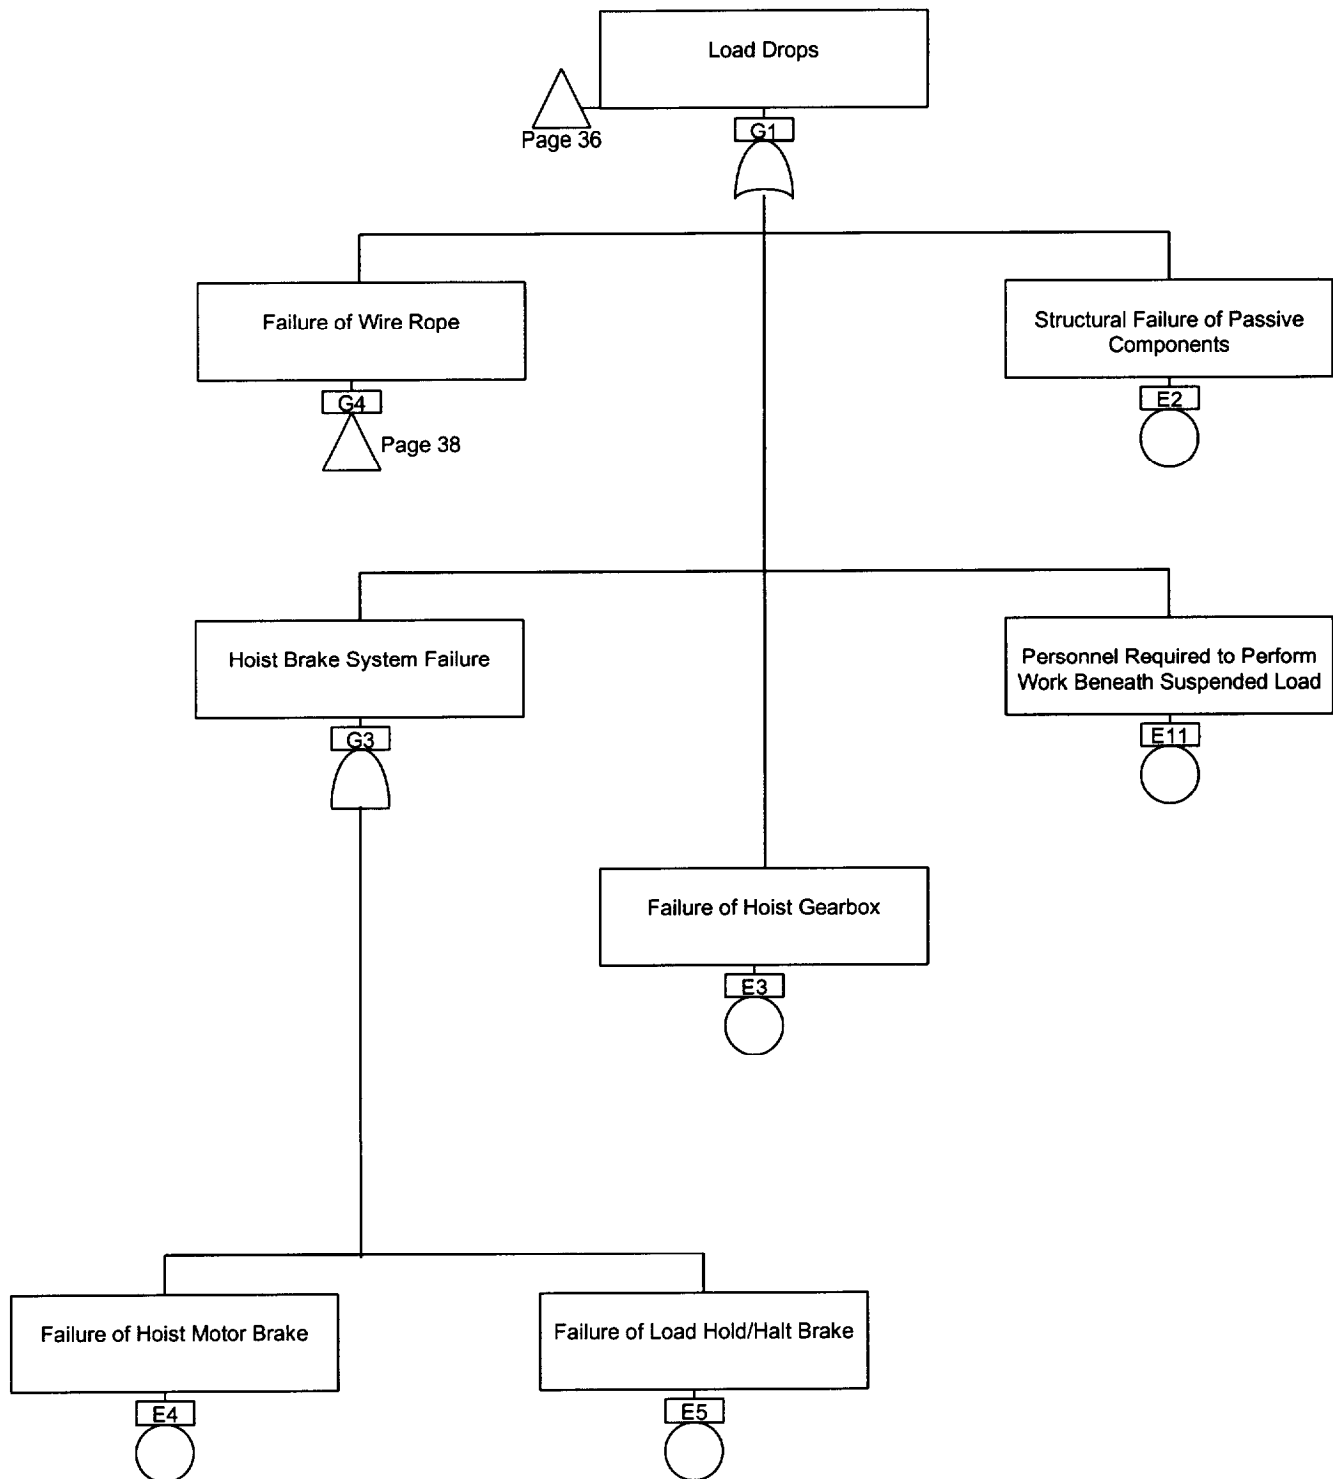 Load Drops
Page 36
G1
Failure of Wire Rope
G4
Page 38
Structural Failure of Passive
Components
E2
Hoist Brake System Failure
G3
Personnel Required to Perform
Work Beneath Suspended Load
E11
Failure of Hoist Gearbox
E3
Failure of Hoist Motor Brake
E4
Failure of Load Hold/Halt Brake
E5